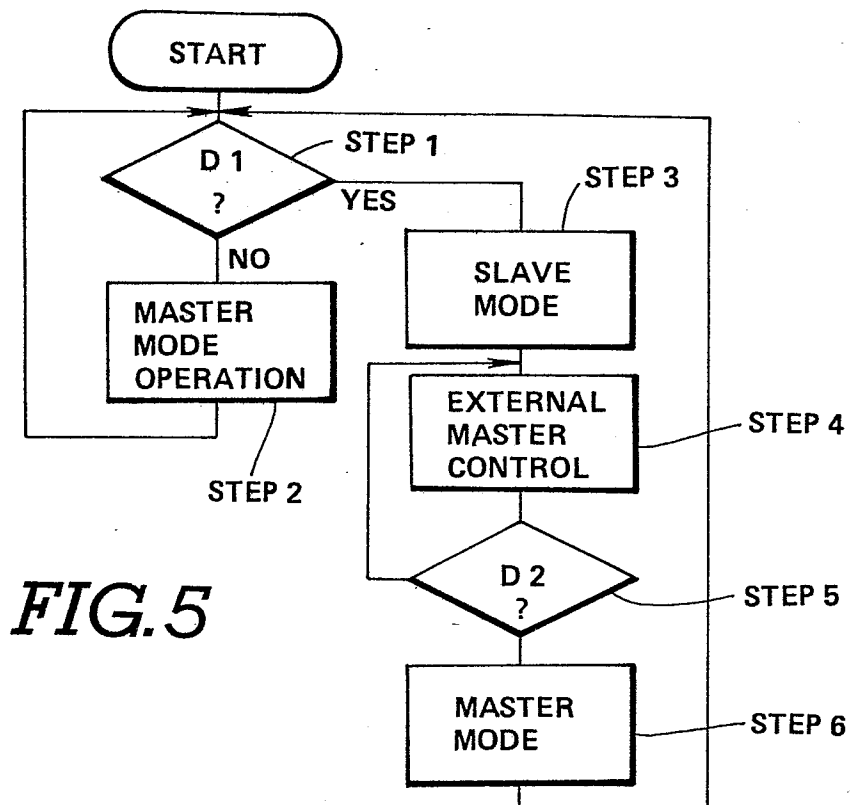 START
D 1
?
STEP 1
YES
STEP 3
NO
SLAVE
MODE
MASTER
MODE
OPERATION
EXTERNAL
MASTER
CONTROL
STEP 4
STEP 2
D 2
?
STEP 5
FIG.5
MASTER
MODE
STEP 6